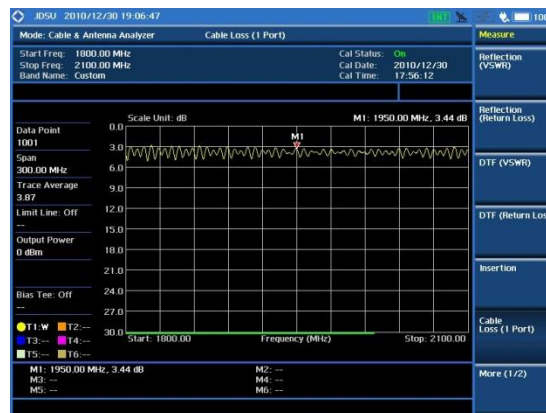 JDSU 2010/12/30 19:06:47 INT 100
Mode: Cable & Antenna Analyzer Cable Loss (1 Port) Measure
Start Freq: 1800.00 MHz Cal Status: On
Stop Freq: 2100.00 MHz Cal Date: 2010/12/30
Band Name: Custom Cal Time: 17:56:12
Reflection
(VSWR)
Reflection
(Return Loss)
DTF (VSWR)
DTF (Return Los
Insertion
Cable
Loss (1 Port)
More (1/2)
Scale Unit: dB M1: 1950.00 MHz, 3.44 dB
M1
0.0
3.0
6.0
9.0
12.0
15.0
18.0
21.0
24.0
27.0
30.0
Start: 1800.00 Frequency (MHz) Stop: 2100.00
Data Point
1001
Span
300.00 MHz
Trace Average
3.87
Limit Line: Off
--
Output Power
0 dBm
Bias Tee: Off
--
T1:W T2:--
T3:-- T4:--
T5:-- T6:--
M1: 1950.00 MHz, 3.44 dB M2: --
M3: -- M4: --
M5: -- M6: --